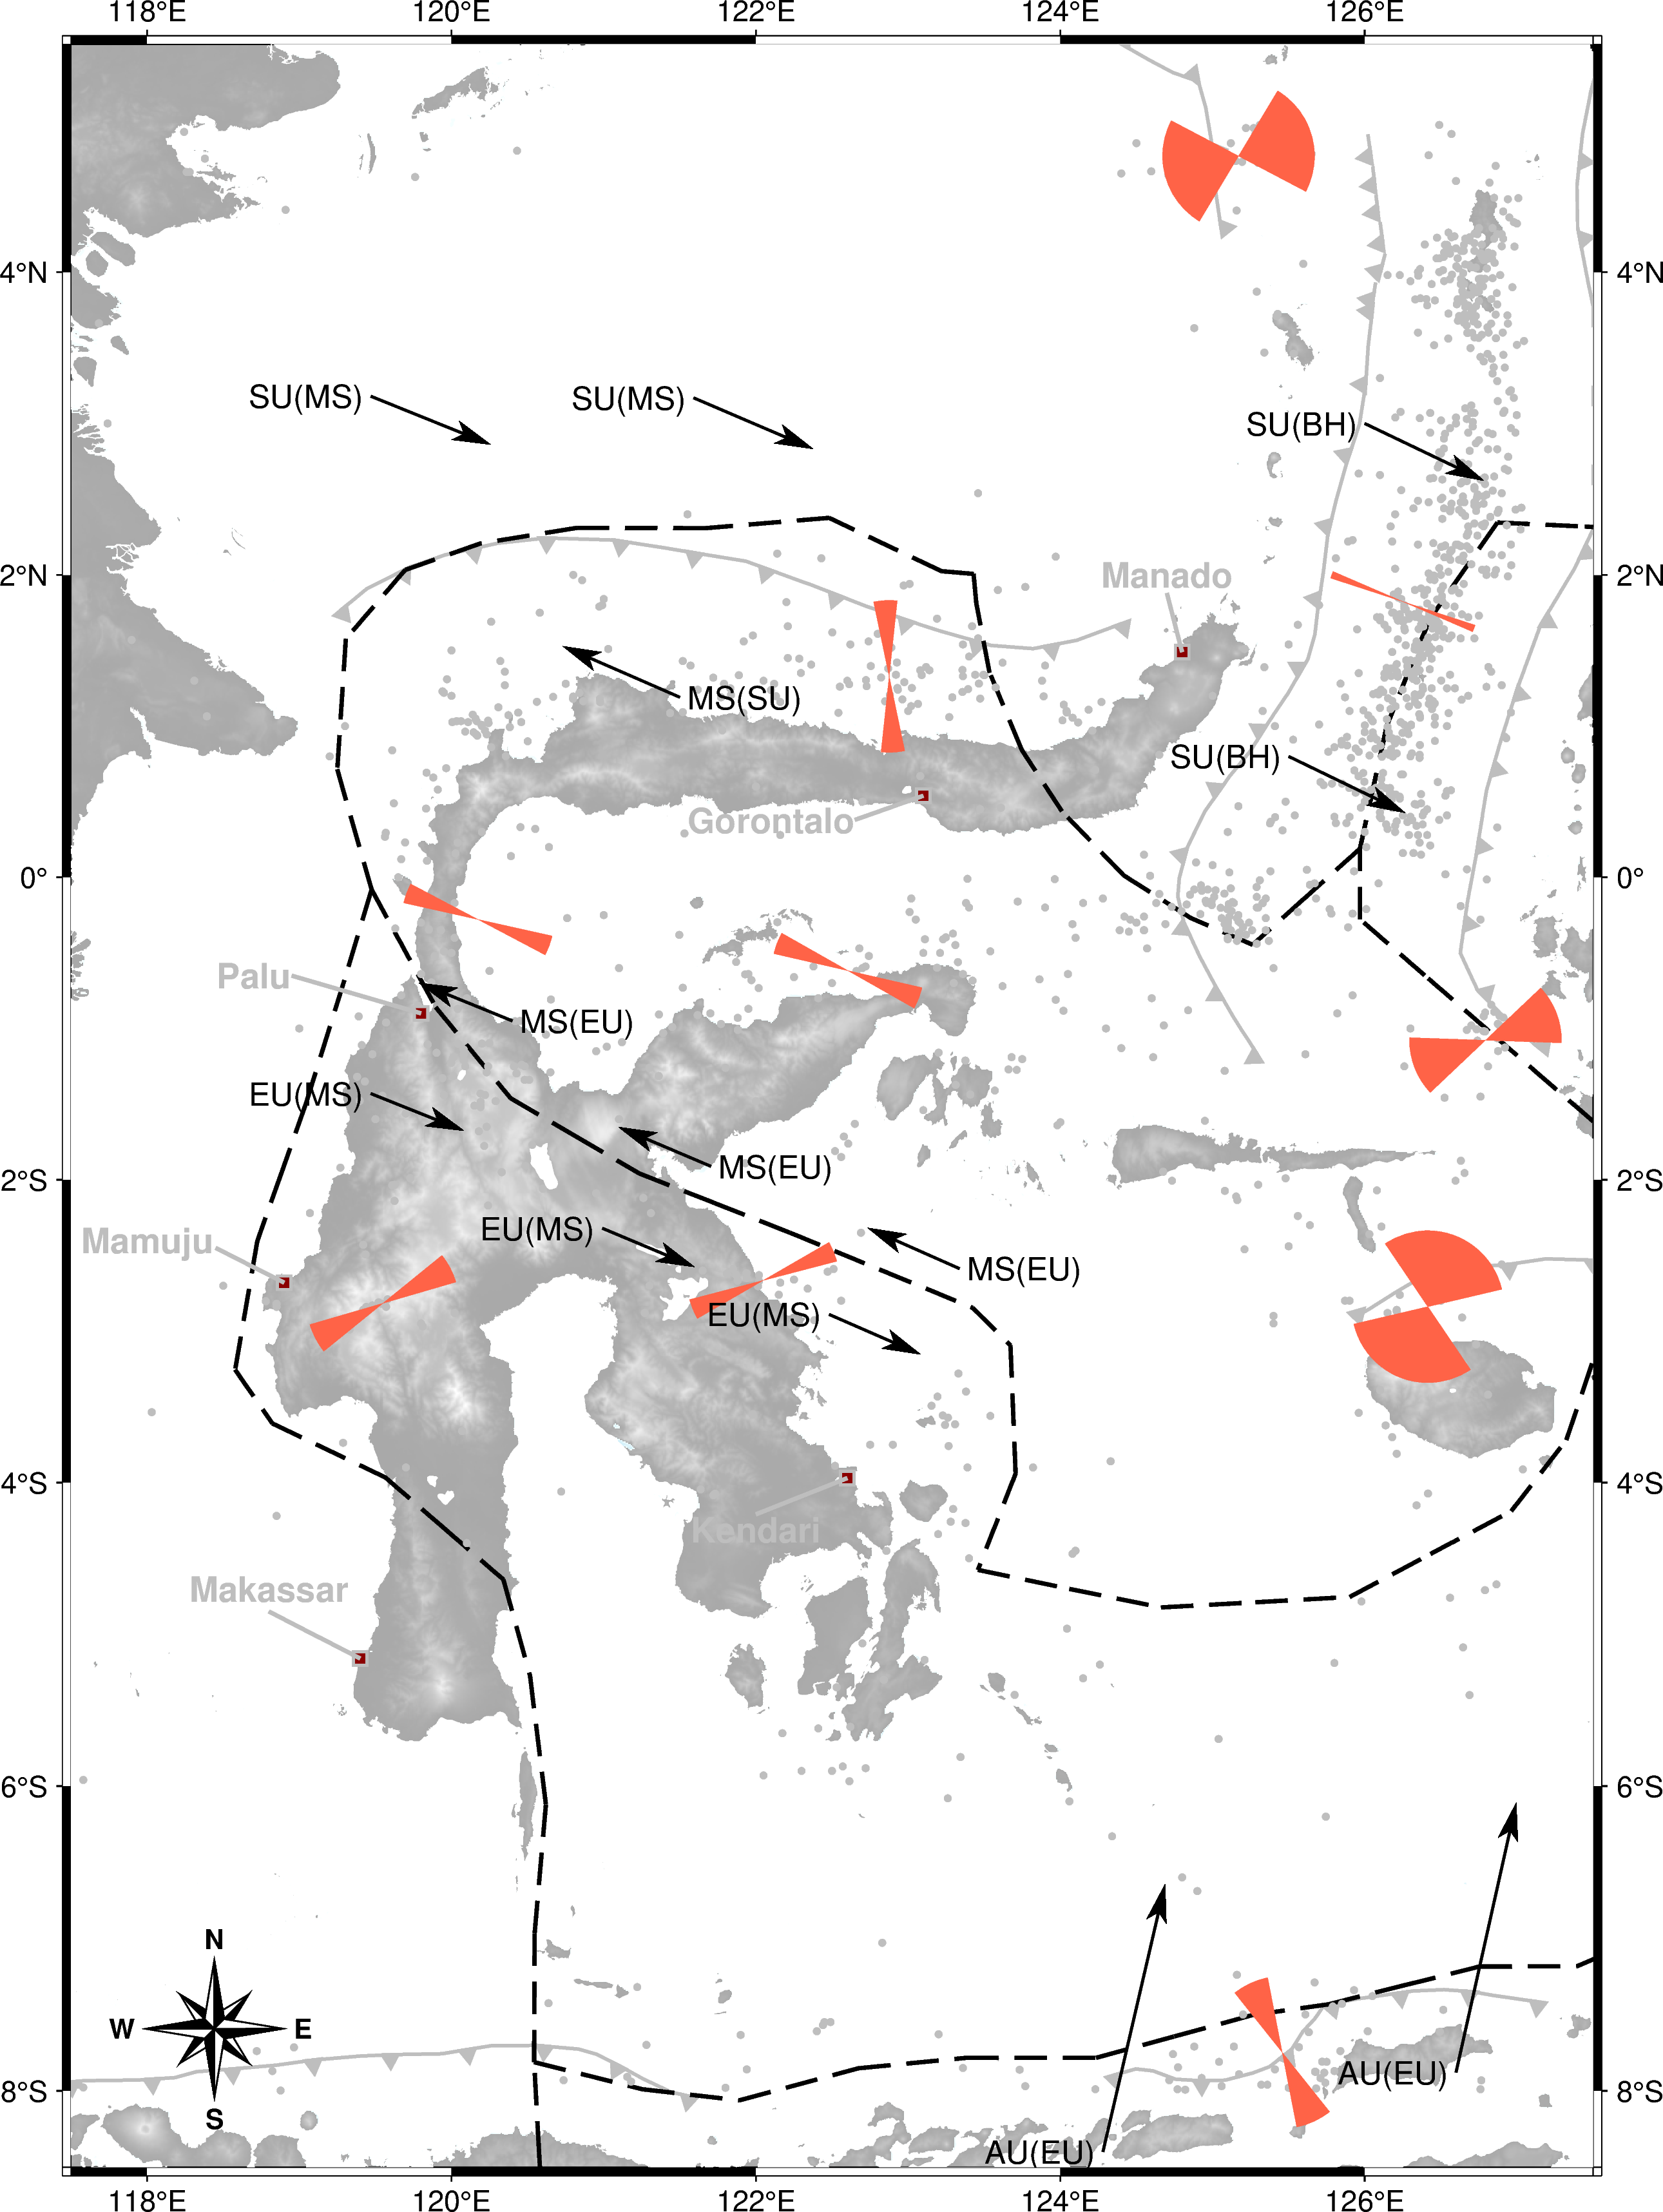 118°E 120°E 122°E 124°E 126°E
4°N 4°N
SU(MS) SU(MS)
SU(BH)
2°N Manado 2°N
MS(SU)
SU(BH)
Gorontalo
0° 0°
Palu
MS(EU)
EU(MS)
MS(EU)
2°S 2°S
EU(MS)
Mamuju
MS(EU)
EU(MS)
4°S 4°S
Kendari
Makassar
6°S 6°S
N
W E
AU(EU)
8°S 8°S
S
AU(EU)
118°E 120°E 122°E 124°E 126°E